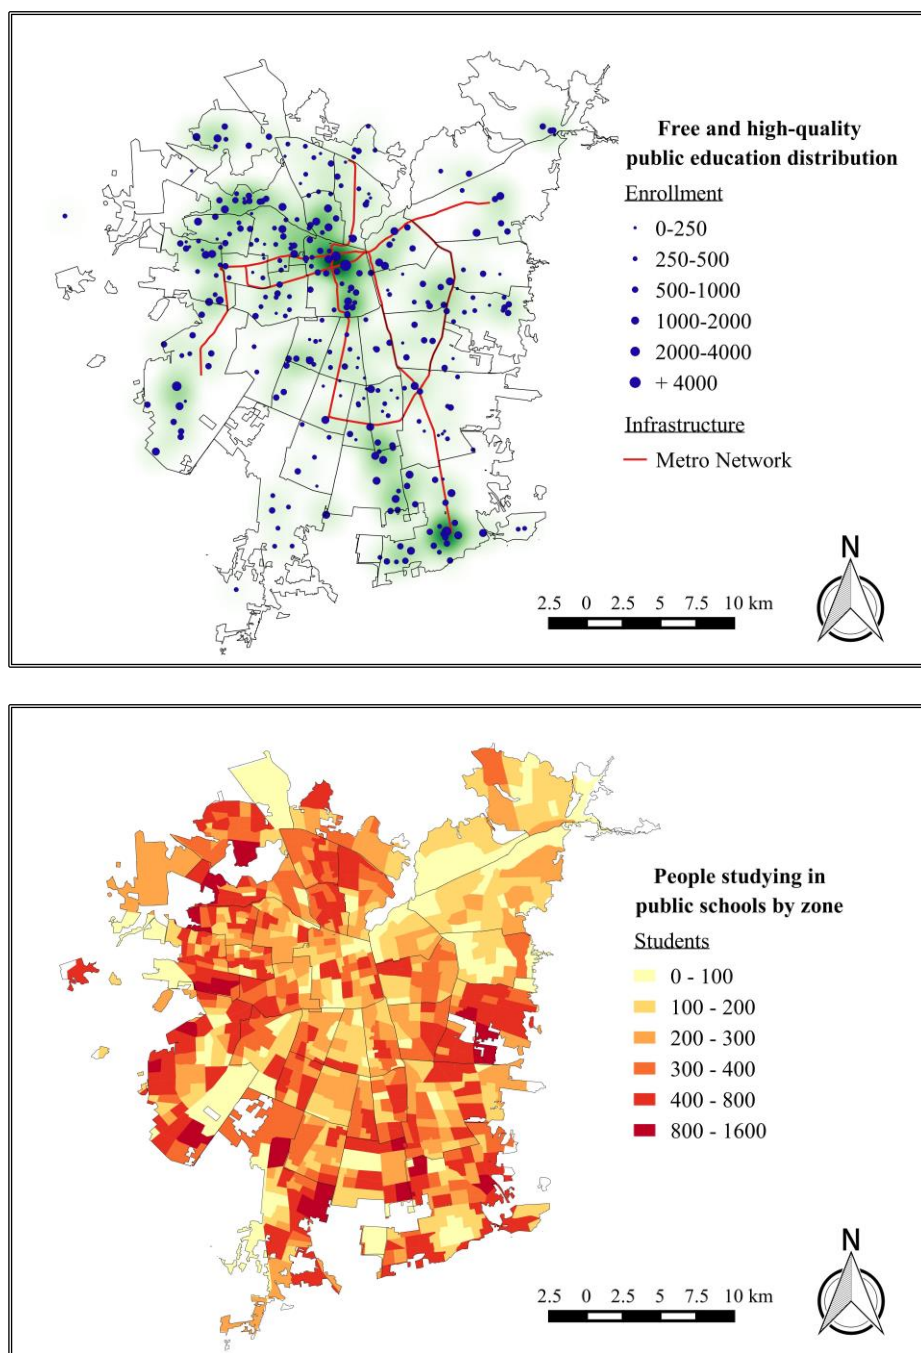 Free and high-quality
public education distribution
Enrollment
0-250
250-500
500-1000
1000-2000
2000-4000
+ 4000
Infrastructure
Metro Network
N
2.5 0 2.5 5 7.5 10 km
People studying in
public schools by zone
Students
0 - 100
100 - 200
200 - 300
300 - 400
400 - 800
800 - 1600
N
2.5 0 2.5 5 7.5 10 km